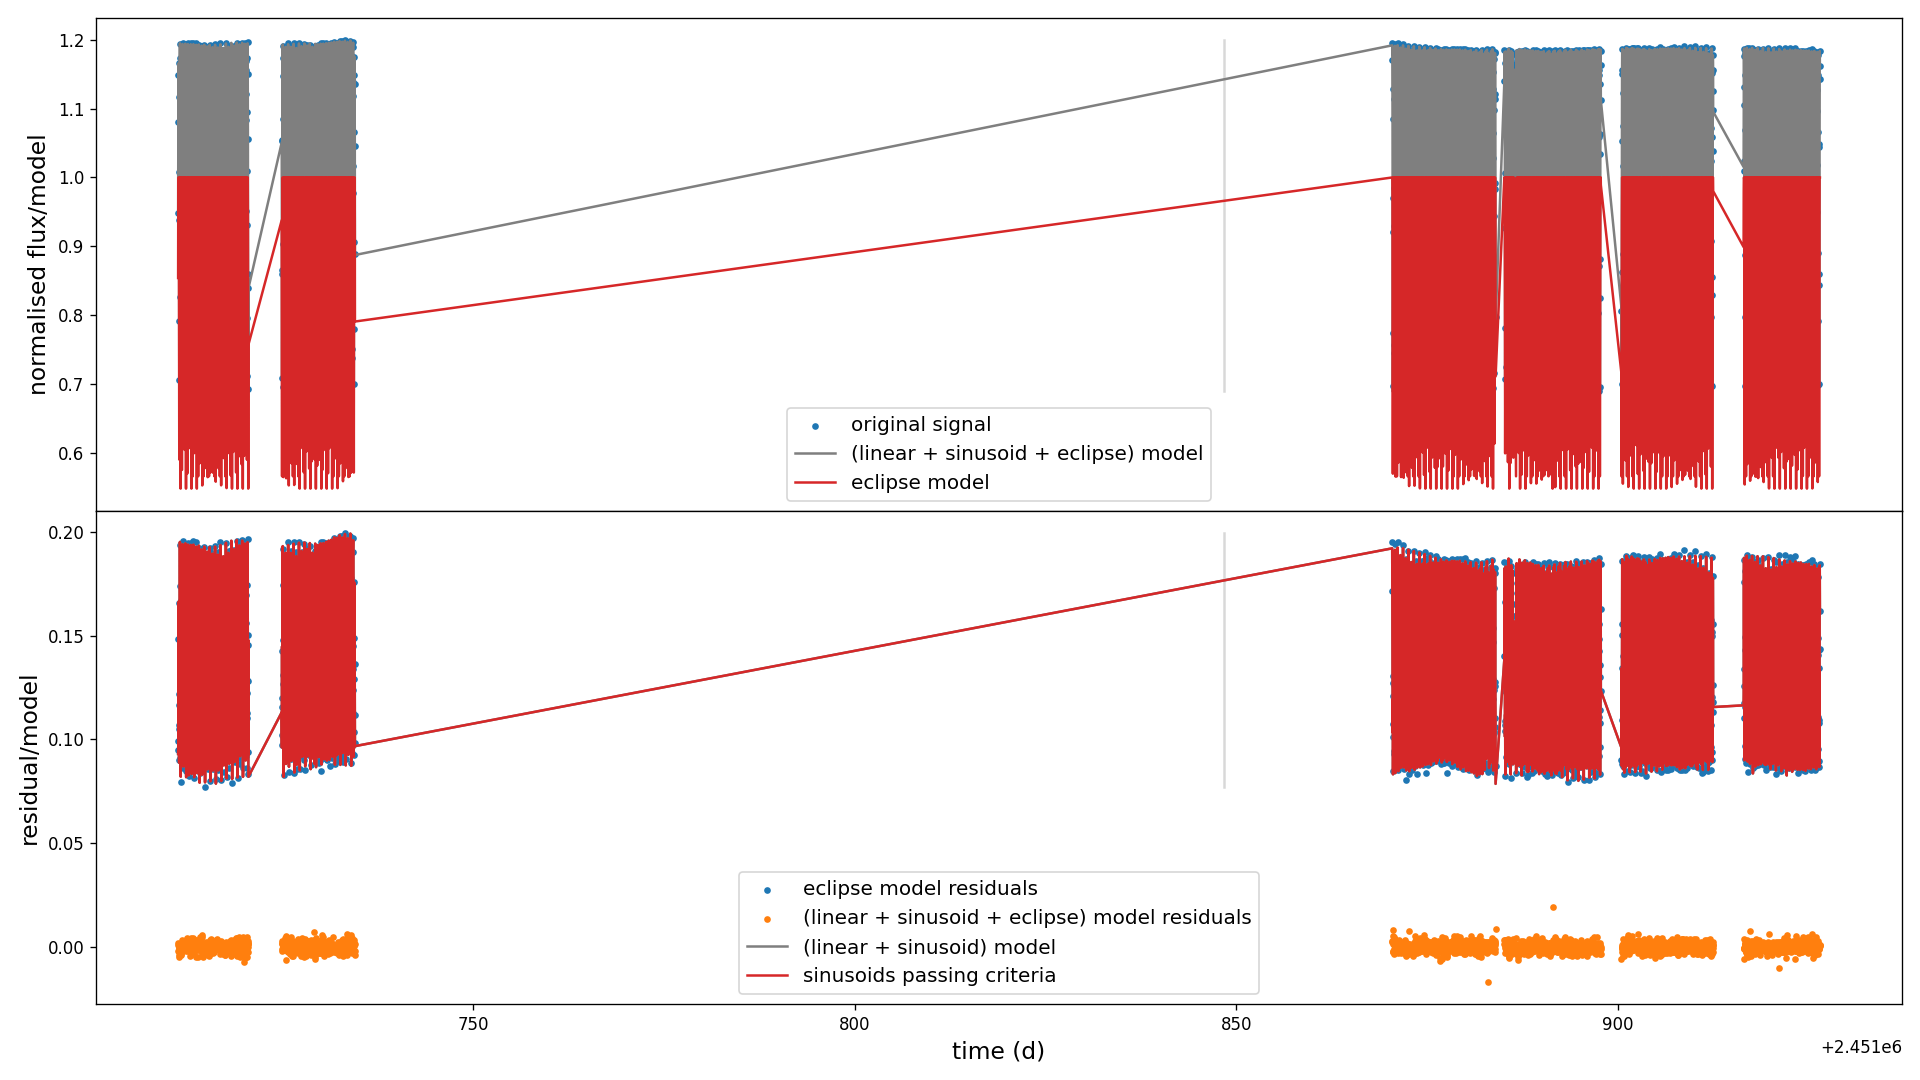 1.2
1.1
1.0
0.9
0.8
0.7
0.6
normalised flux/model
original signal
(linear + sinusoid + eclipse) model
eclipse model
0.20
0.15
0.10
0.05
0.00
residual/model
eclipse model residuals
(linear + sinusoid + eclipse) model residuals
(linear + sinusoid) model
sinusoids passing criteria
750 800 850 900
time (d)
+2.451e6